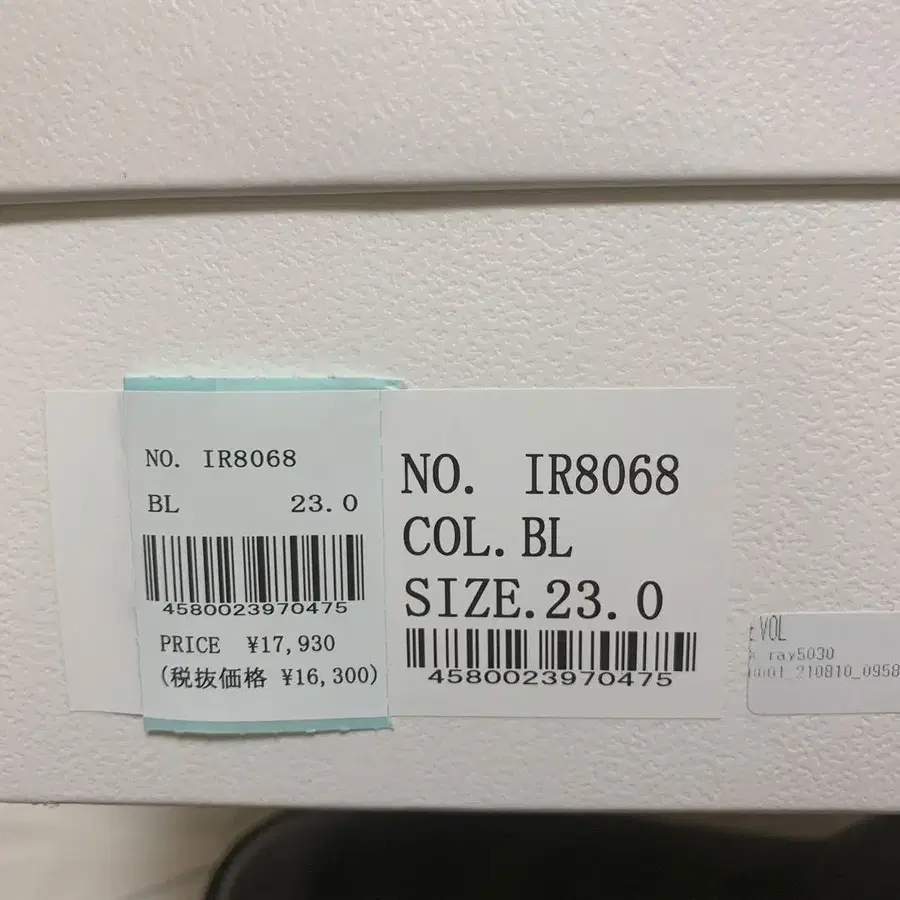 NO. IR8068
BL 23.0
4580023970475
PRICE ¥17,930
(税抜価格 ¥16,300)
NO. IR8068
COL. BL
SIZE. 23.0
4580023970475
VOL
ray5030
210810_0958